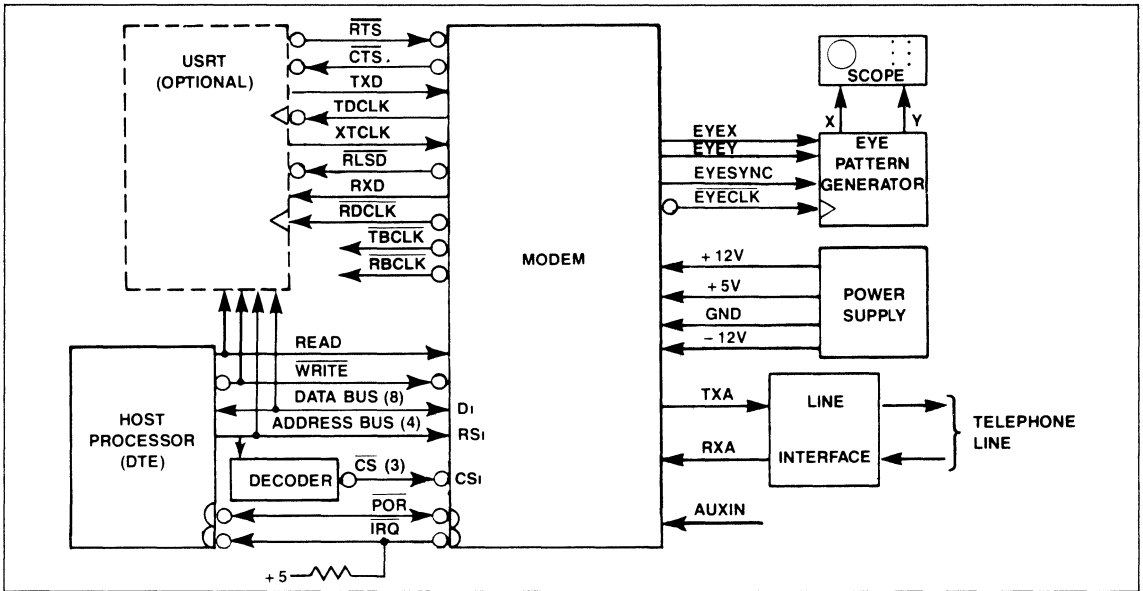 USRT
(OPTIONAL)
RTS
CTS.
TXD
TDCLK
XTCLK
RLSD
RXD
RDCLK
TBCLK
RBCLK
MODEM
SCOPE
X
Y
EYEX
EYEY
EYESYNC
EYECLK
EYE
PATTERN
GENERATOR
+12V
+5V
GND
-12V
POWER
SUPPLY
HOST
PROCESSOR
(DTE)
READ
WRITE
DATA BUS (8)
DI
ADDRESS BUS (4)
RSI
DECODER
CS (3)
CSI
POR
IRQ
+5
TXA
RXA
LINE
INTERFACE
TELEPHONE
LINE
AUXIN